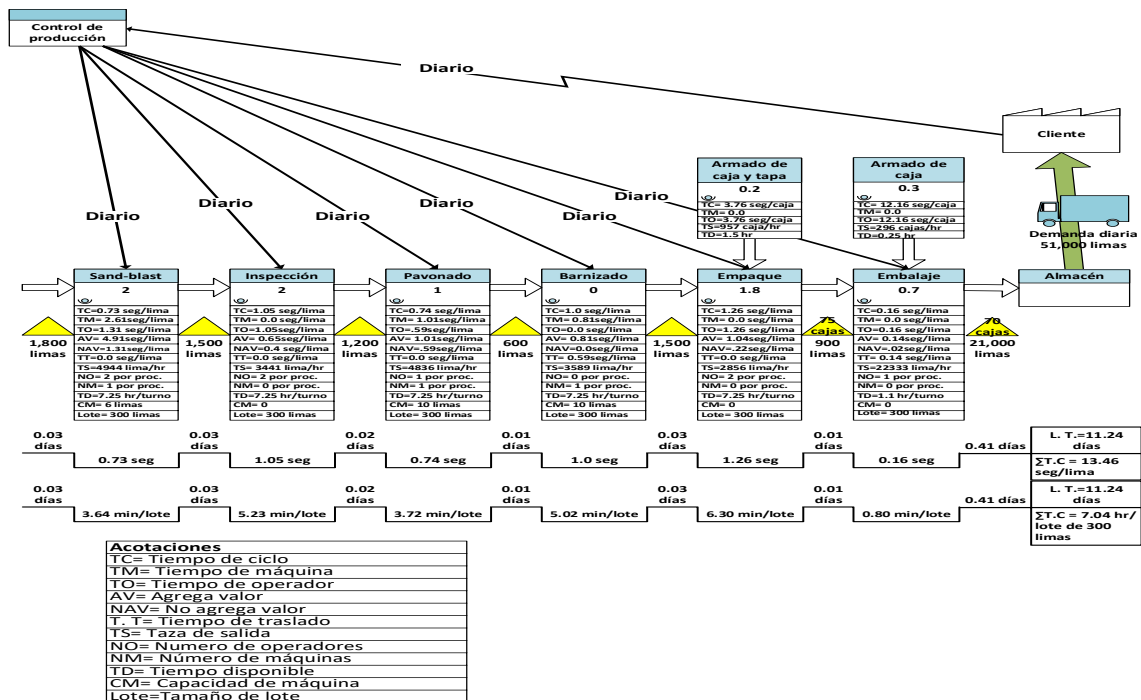 Control de
producción
Diario
Cliente
Armado de
caja y tapa
0.2
TC= 3.76 seg/caja
TM= 0.0
TO=3.76 seg/caja
TS=957 caja/hr
TD=1.5 hr
Armado de
caja
0.3
TC= 12.16 seg/caja
TM= 0.0
TO=12.16 seg/caja
TS=296 cajas/hr
TD=0.25 hr
Diario
Diario
Diario
Diario
Diario
Diario
Demanda diaria
51,000 limas
Sand-blast
2
TC=0.73 seg/lima
TM= 2.61seg/lima
TO=1.31 seg/lima
AV= 4.91seg/lima
NAV=1.31seg/lima
TT=0.0 seg/lima
TS=4944 lima/hr
NO= 2 por proc.
NM= 1 por proc.
TD=7.25 hr/turno
CM= 6 limas
Lote= 300 limas
Inspección
2
TC=1.05 seg/lima
TM= 0.0 seg/lima
TO=1.05seg/lima
AV= 0.65seg/lima
NAV=0.4 seg/lima
TT=0.0 seg/lima
TS= 3441 lima/hr
NO= 2 por proc.
NM= 0 por proc.
TD=7.25 hr/turno
CM= 0
Lote= 300 limas
Pavonado
1
TC=0.74 seg/lima
TM= 1.01seg/lima
TO=.59seg/lima
AV= 1.01seg/lima
NAV=.59seg/lima
TT=0.0 seg/lima
TS=4836 lima/hr
NO= 1 por proc.
NM= 1 por proc.
TD=7.25 hr/turno
CM= 10 limas
Lote= 300 limas
Barnizado
0
TC=1.0 seg/lima
TM= 0.81seg/lima
TO=0.0 seg/lima
AV= 0.81seg/lima
NAV=0.0seg/lima
TT= 0.59seg/lima
TS=3589 lima/hr
NO= 0 por proc.
NM= 1 por proc.
TD=7.25 hr/turno
CM= 10 limas
Lote= 300 limas
Empaque
1.8
TC=1.26 seg/lima
TM= 0.0 seg/lima
TO=1.26 seg/lima
AV= 1.04seg/lima
NAV=.22seg/lima
TT=0.0 seg/lima
TS=2856 lima/hr
NO= 2 por proc.
NM= 0 por proc.
TD=7.25 hr/turno
CM= 0
Lote= 300 limas
Embalaje
0.7
TC=0.16 seg/lima
TM= 0.0 seg/lima
TO=0.16 seg/lima
AV= 0.14seg/lima
NAV=.02seg/lima
TT= 0.14 seg/lima
TS=22333 lima/hr
NO= 1 por proc.
NM= 0 por proc.
TD=1.1 hr/turno
CM= 0
Lote= 300 limas
Almacén
1,800
limas
1,500
limas
1,200
limas
600
limas
1,500
limas
75
cajas
900
limas
70
cajas
21,000
limas
0.03
días
0.73 seg
0.03
días
1.05 seg
0.02
días
0.74 seg
0.01
días
1.0 seg
0.03
días
1.26 seg
0.01
días
0.16 seg
0.41 días
L. T.=11.24
días
∑T.C = 13.46
seg/lima
0.03
días
3.64 min/lote
0.03
días
5.23 min/lote
0.02
días
3.72 min/lote
0.01
días
5.02 min/lote
0.03
días
6.30 min/lote
0.01
días
0.80 min/lote
0.41 días
L. T.=11.24
días
∑T.C = 7.04 hr/
lote de 300
limas
Acotaciones
TC= Tiempo de ciclo
TM= Tiempo de máquina
TO= Tiempo de operador
AV= Agrega valor
NAV= No agrega valor
T. T= Tiempo de traslado
TS= Taza de salida
NO= Numero de operadores
NM= Número de máquinas
TD= Tiempo disponible
CM= Capacidad de máquina
Lote=Tamaño de lote